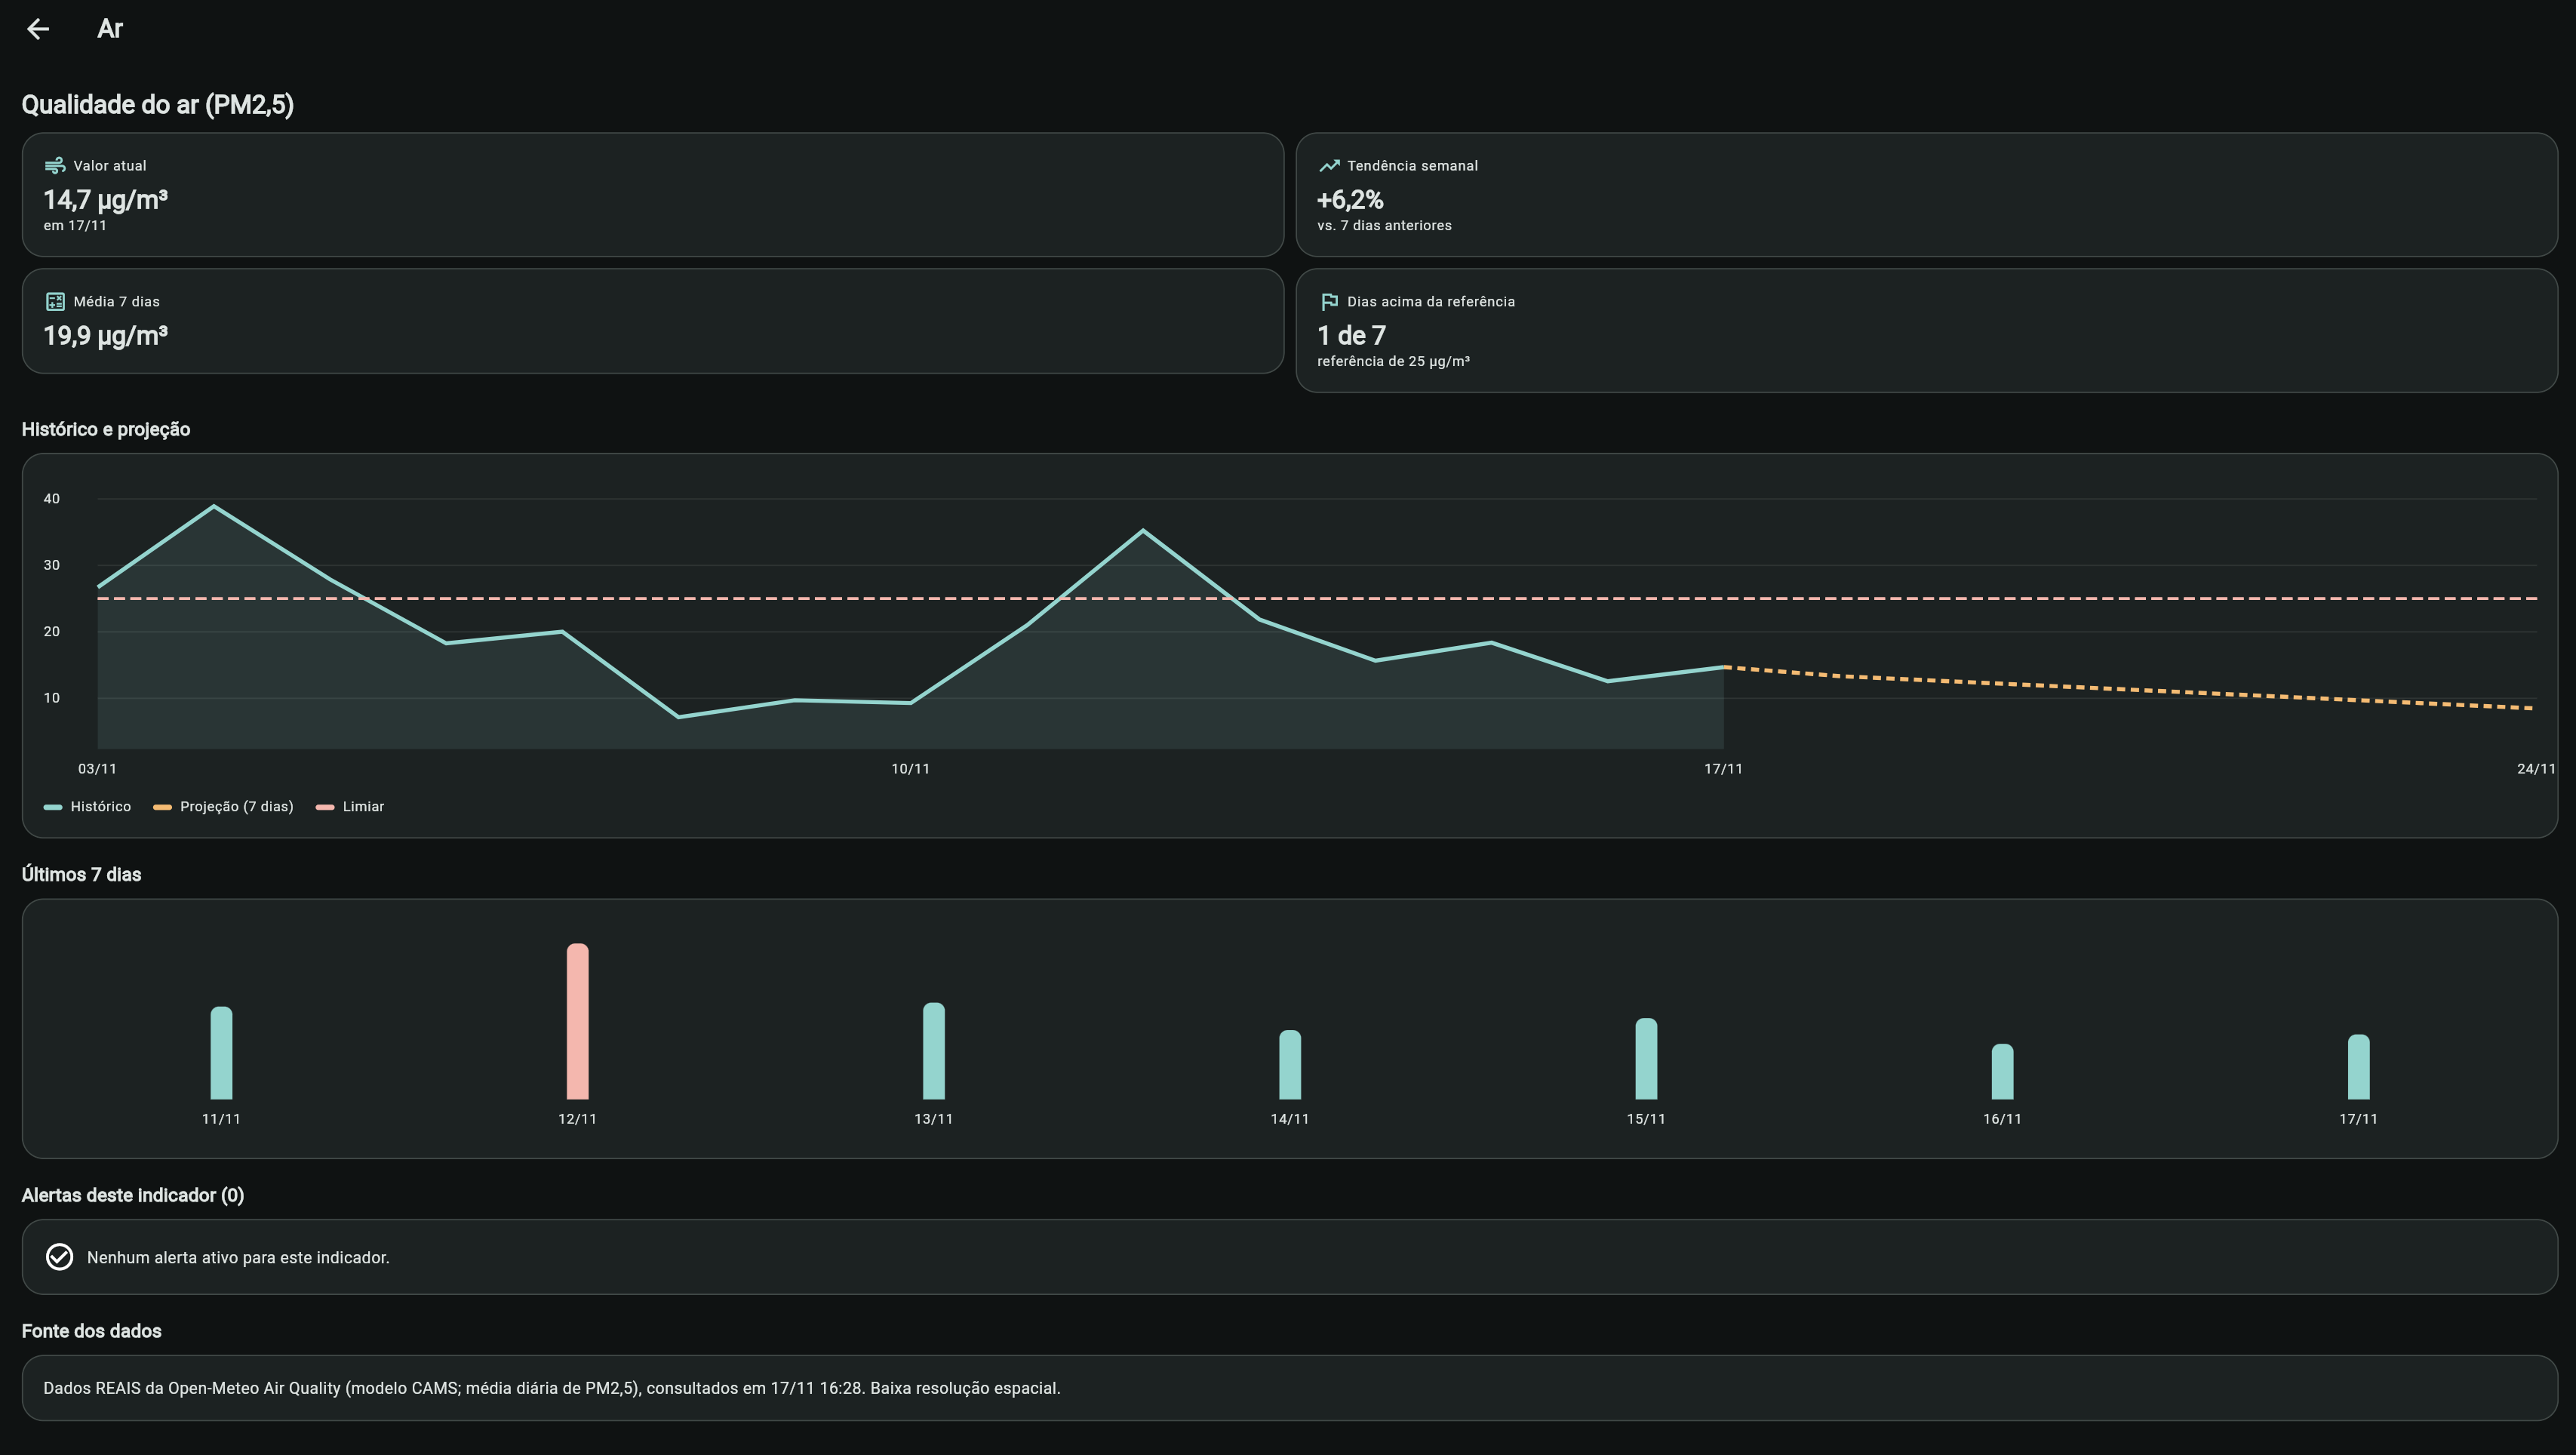 Ar
Qualidade do ar (PM2,5)
Valor atual
14,7 µg/m³
em 17/11
Tendência semanal
+6,2%
vs. 7 dias anteriores
Média 7 dias
19,9 µg/m³
Dias acima da referência
1 de 7
referência de 25 µg/m³
Histórico e projeção
40
30
20
10
03/11 10/11 17/11 24/11
Histórico Projeção (7 dias) Limiar
Últimos 7 dias
11/11 12/11 13/11 14/11 15/11 16/11 17/11
Alertas deste indicador (0)
Nenhum alerta ativo para este indicador.
Fonte dos dados
Dados REAIS da Open-Meteo Air Quality (modelo CAMS; média diária de PM2,5), consultados em 17/11 16:28. Baixa resolução espacial.